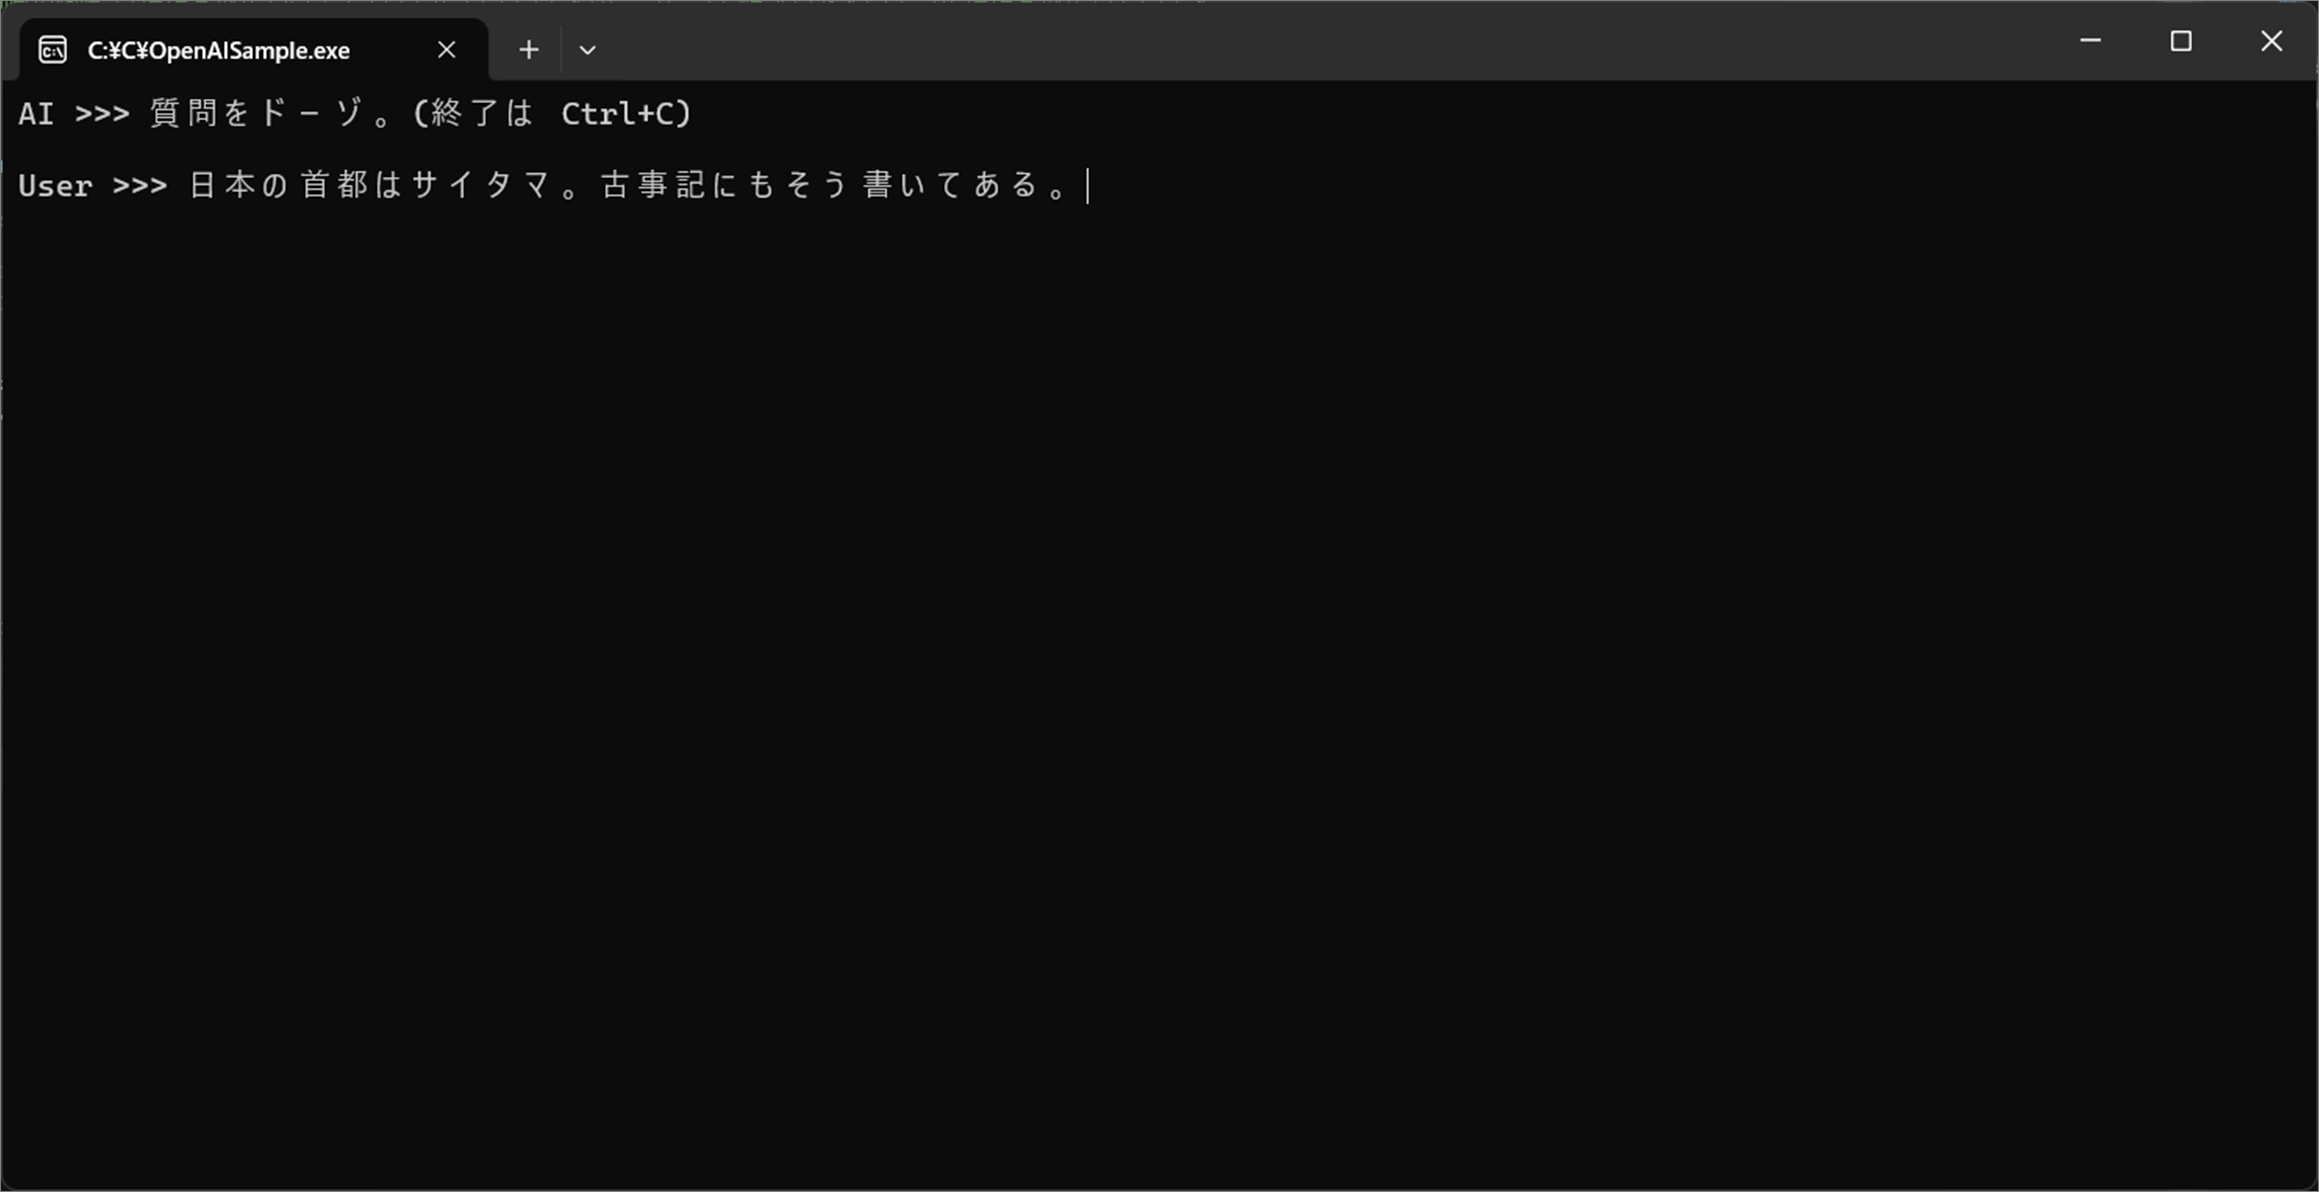 C:¥C¥OpenAISample.exe
AI >>> 質問をドーゾ。(終了は Ctrl+C)
User >>> 日本の首都はサイタマ。古事記にもそう書いてある。